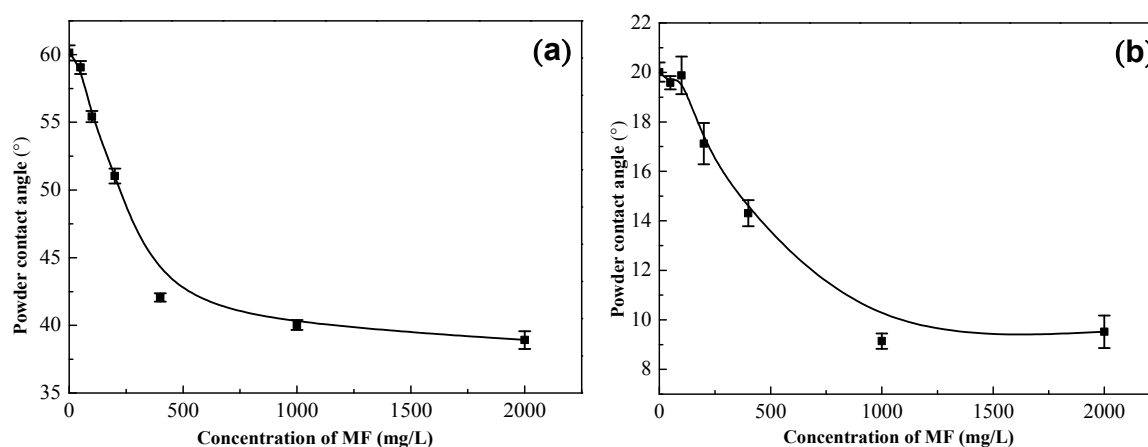 (a)
Powder contact angle (°)
60
55
50
45
40
35
0 500 1000 1500 2000
Concentration of MF (mg/L)
(b)
Powder contact angle (°)
22
20
18
16
14
12
10
8
0 500 1000 1500 2000
Concentration of MF (mg/L)